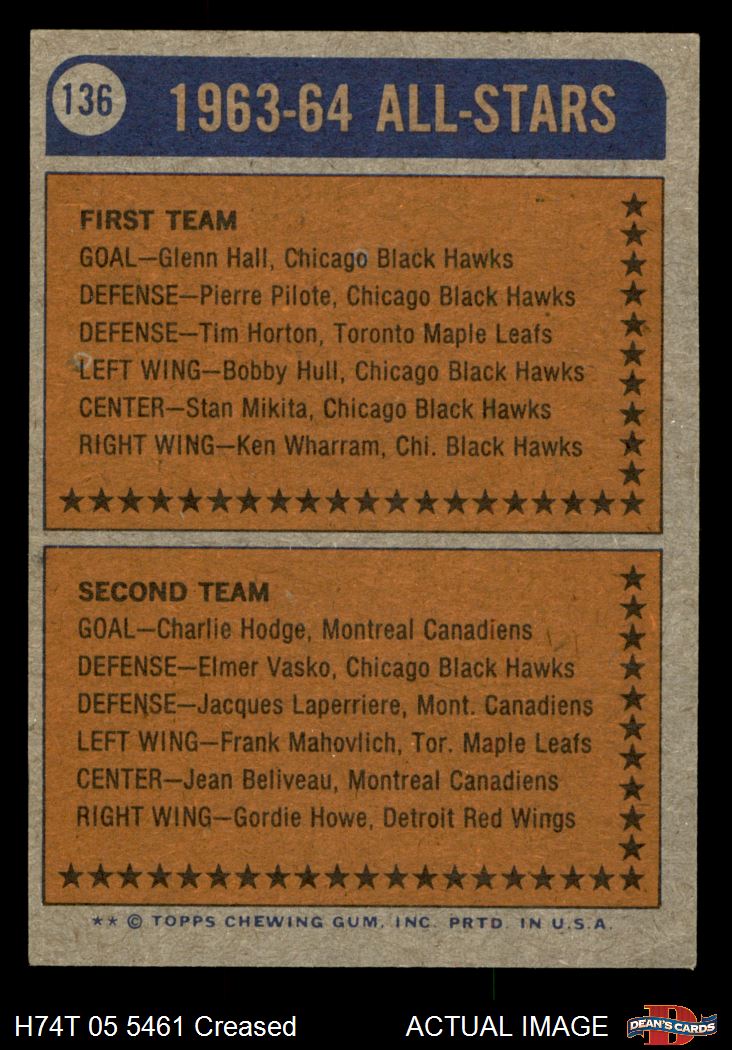 136
1963-64 ALL-STARS
FIRST TEAM
GOAL—Glenn Hall, Chicago Black Hawks
DEFENSE—Pierre Pilote, Chicago Black Hawks
DEFENSE—Tim Horton, Toronto Maple Leafs
LEFT WING—Bobby Hull, Chicago Black Hawks
CENTER—Stan Mikita, Chicago Black Hawks
RIGHT WING—Ken Wharram, Chi. Black Hawks
SECOND TEAM
GOAL—Charlie Hodge, Montreal Canadiens
DEFENSE—Elmer Vasko, Chicago Black Hawks
DEFENSE—Jacques Laperriere, Mont. Canadiens
LEFT WING—Frank Mahovlich, Tor. Maple Leafs
CENTER—Jean Beliveau, Montreal Canadiens
RIGHT WING—Gordie Howe, Detroit Red Wings
** © TOPPS CHEWING GUM, INC. PRTD. IN U.S.A.
H74T 05 5461 Creased ACTUAL IMAGE
D DEAN'S CARDS